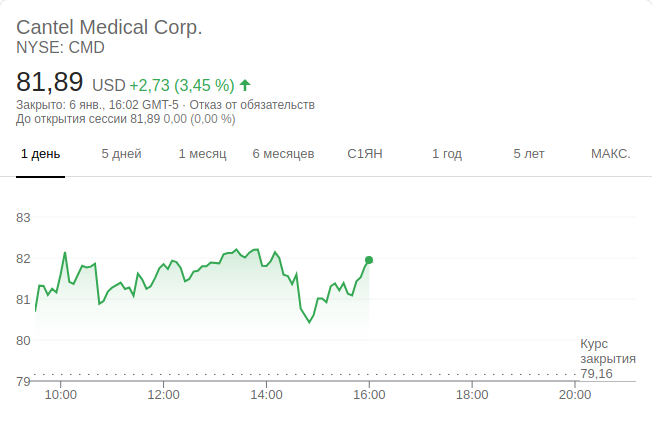 Cantel Medical Corp.
NYSE: CMD
81,89 USD +2,73 (3,45 %)
Закрыто: 6 янв., 16:02 GMT-5 · Отказ от обязательств
До открытия сессии 81,89 0,00 (0,00 %)
1 день 5 дней 1 месяц 6 месяцев С1ЯН 1 год 5 лет МАКС.
83
82
81
80
Курс
закрытия
79,16
79
10:00 12:00 14:00 16:00 18:00 20:00